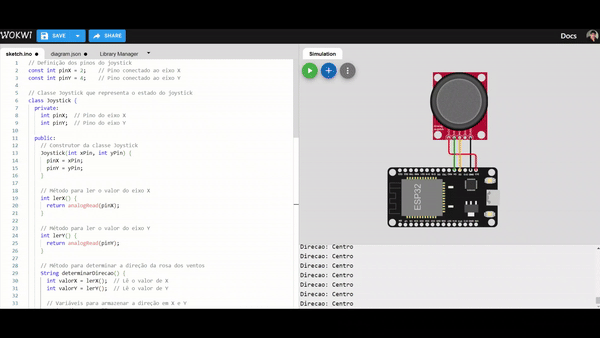 WOKWI
SAVE
SHARE
Docs
sketch.ino
diagram.json
Library Manager
Simulation
1 // Definição dos pinos do joystick
2 const int pinX = 2; // Pino conectado ao eixo X
3 const int pinY = 4; // Pino conectado ao eixo Y
4
5 // Classe Joystick que representa o estado do joystick
6 class Joystick {
7 private:
8 int pinX; // Pino do eixo X
9 int pinY; // Pino do eixo Y
10
11 public:
12 // Construtor da classe Joystick
13 Joystick(int xPin, int yPin) {
14 pinX = xPin;
15 pinY = yPin;
16 }
17
18 // Método para ler o valor do eixo X
19 int lerX() {
20 return analogRead(pinX);
21 }
22
23 // Método para ler o valor do eixo Y
24 int lerY() {
25 return analogRead(pinY);
26 }
27
28 // Método para determinar a direção da rosa dos ventos
29 String determinarDirecao() {
30 int valorX = lerX(); // Lê o valor de X
31 int valorY = lerY(); // Lê o valor de Y
32
33 // Variáveis para armazenar a direção em X e Y
ESP32
Direcao: Centro
Direcao: Centro
Direcao: Centro
Direcao: Centro
Direcao: Centro
Direcao: Centro
Direcao: Centro